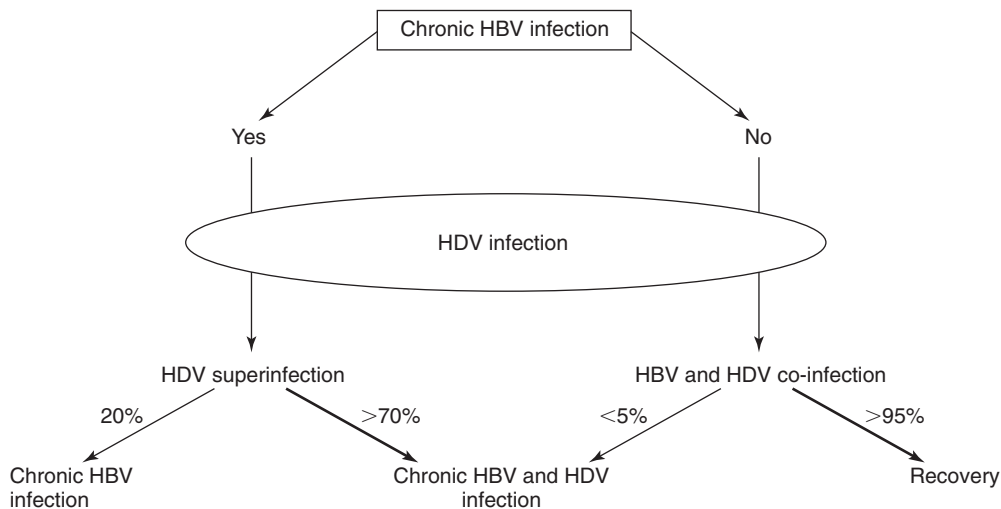 Chronic HBV infection
Yes
No
HDV infection
HDV superinfection
HBV and HDV co-infection
20%
>70%
<5%
>95%
Chronic HBV
infection
Chronic HBV and HDV
infection
Recovery